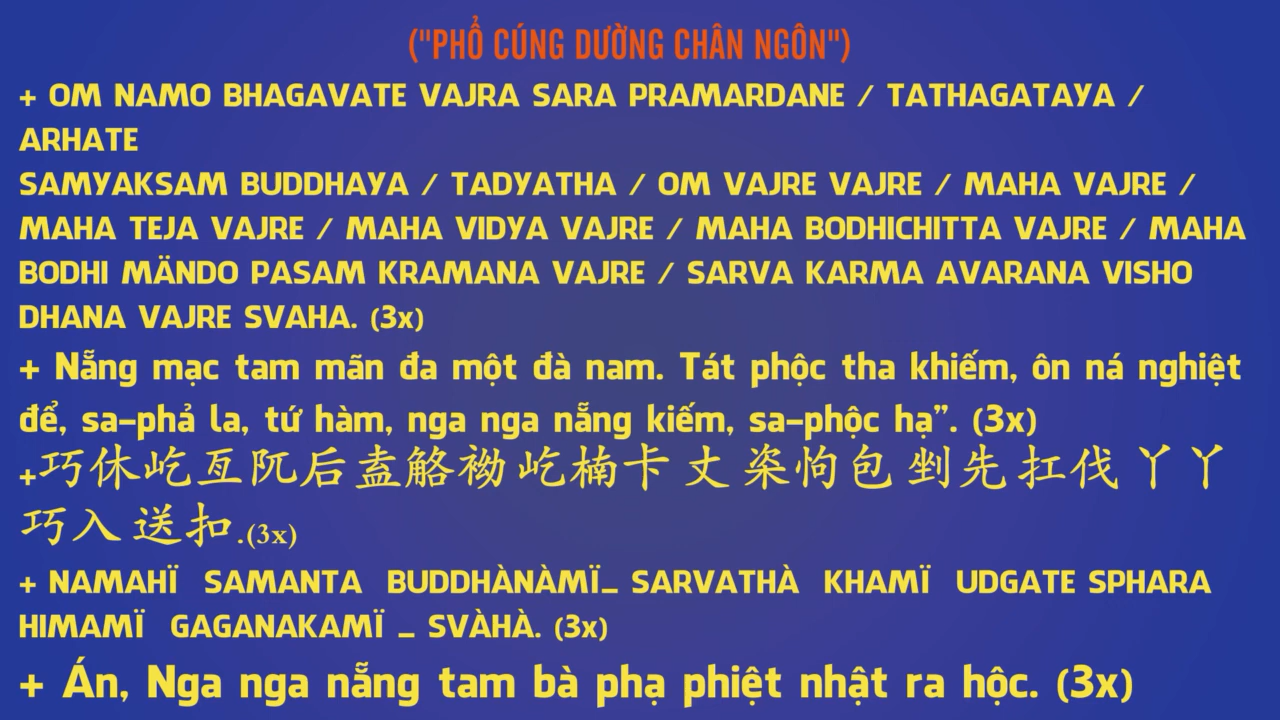 ("PHỔ CÚNG DƯỜNG CHÂN NGÔN")
+ OM NAMO BHAGAVATE VAJRA SARA PRAMARDANE / TATHAGATAYA /
ARHATE
SAMYAKSAM BUDDHAYA / TADYATHA / OM VAJRE VAJRE / MAHA VAJRE /
MAHA TEJA VAJRE / MAHA VIDYA VAJRE / MAHA BODHICHITTA VAJRE / MAHA
BODHI MÄNDO PASAM KRAMANA VAJRE / SARVA KARMA AVARANA VISHO
DHANA VAJRE SVAHA. (3x)
+ Nẵng mạc tam mãn đa một đà nam. Tát phộc tha khiếm, ôn ná nghiệt
để, sa-phả la, tứ hàm, nga nga nẵng kiếm, sa-phộc hạ”. (3x)
+巧休屹亙阢后盍觡袎屹楠卡丈栥怐包剉先扛伐丫丫
巧入送扣.(3x)
+ NAMAHÏ SAMANTA BUDDHÀNÀMÏ_ SARVATHÀ KHAMÏ UDGATE SPHARA
HIMAMÏ GAGANAKAMÏ _ SVÀHÀ. (3x)
+ Án, Nga nga nẵng tam bà phạ phiệt nhật ra hộc. (3x)